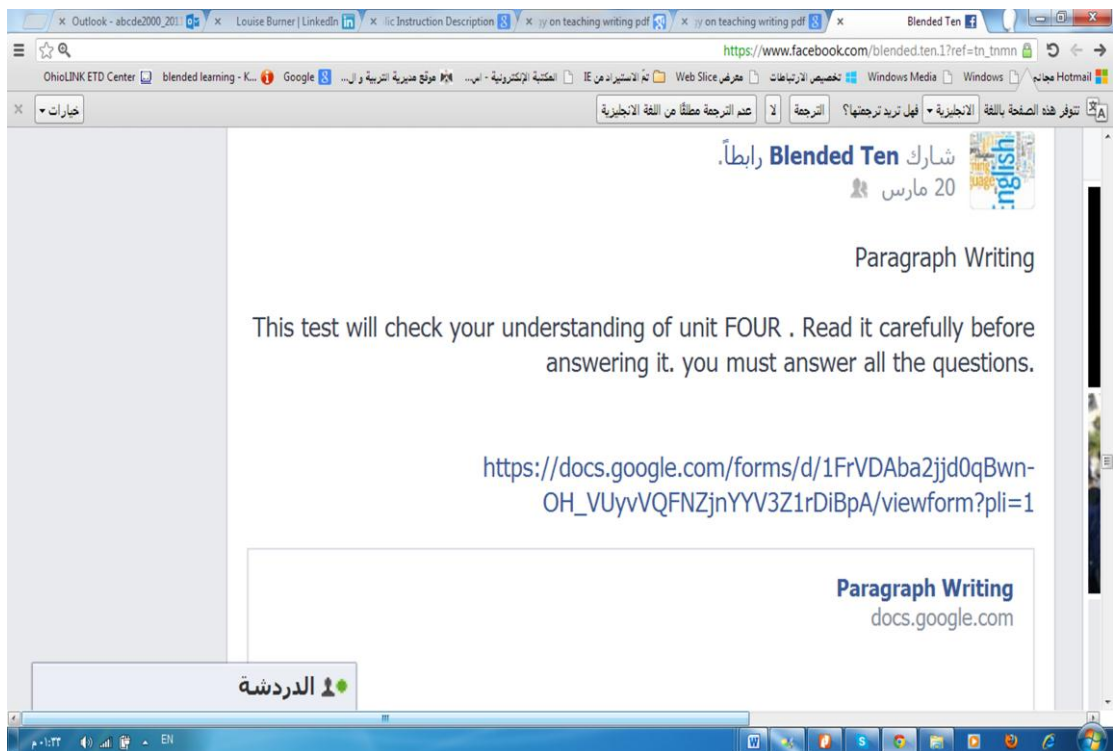 Outlook - abcde2000_201
Louise Burner | LinkedIn
lic Instruction Description
y on teaching writing pdf
y on teaching writing pdf
Blended Ten
https://www.facebook.com/blended.ten.1?ref=tn_tnmn
Hotmail مجاني
Windows
Windows Media
تخصيص الارتباطات
معرض Web Slice
تم الاستيراد من IE
المكتبة الإلكترونية - امي...
موقع مديرية التربية و ال...
Google
blended learning - K...
OhioLINK ETD Center
تتوفر هذه الصفحة باللغة الانجليزية فهل تريد ترجمتها؟ الترجمة لا عدم الترجمة مطلقًا من اللغة الانجليزية خيارات
شارك Blended Ten رابطاً.
20 مارس
English
Paragraph Writing
This test will check your understanding of unit FOUR . Read it carefully before
answering it. you must answer all the questions.
https://docs.google.com/forms/d/1FrVDAba2jjd0qBwn-
OH_VUyvVQFNZjnYYV3Z1rDiBpA/viewform?pli=1
Paragraph Writing
docs.google.com
الدردشة
EN
٠١:٣٣ م